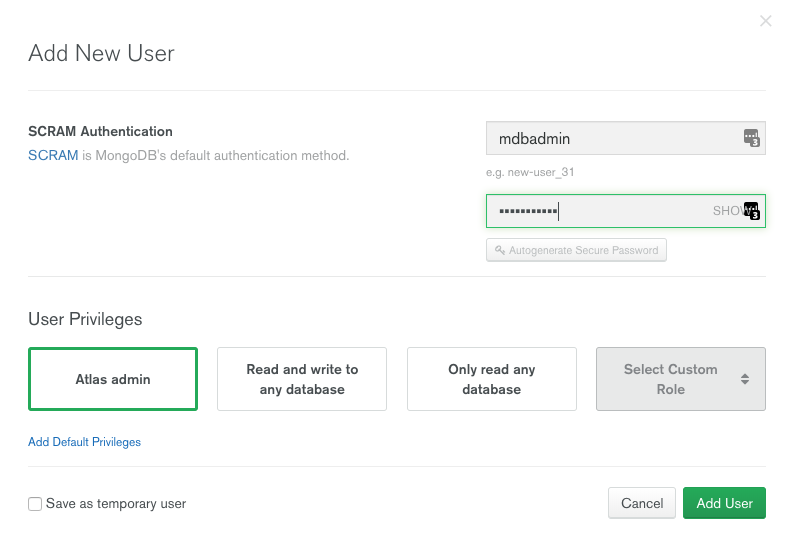 Add New User
SCRAM Authentication
SCRAM is MongoDB's default authentication method.
mdbadmin
3
e.g. new-user_31
•••••••••••
SHOW
3
Autogenerate Secure Password
User Privileges
Atlas admin
Read and write to
any database
Only read any
database
Select Custom
Role
Add Default Privileges
Save as temporary user
Cancel
Add User